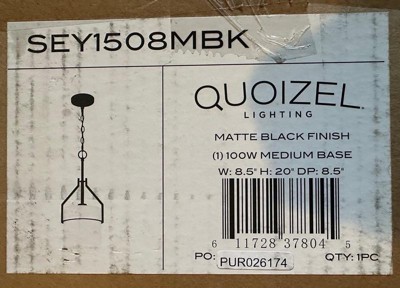 SEY1508MBK
QUOIZEL
LIGHTING
MATTE BLACK FINISH
(1) 100W MEDIUM BASE
W: 8.5" H: 20" DP: 8.5"
6 11728 37804 5
PO: PUR026174 QTY: 1PC